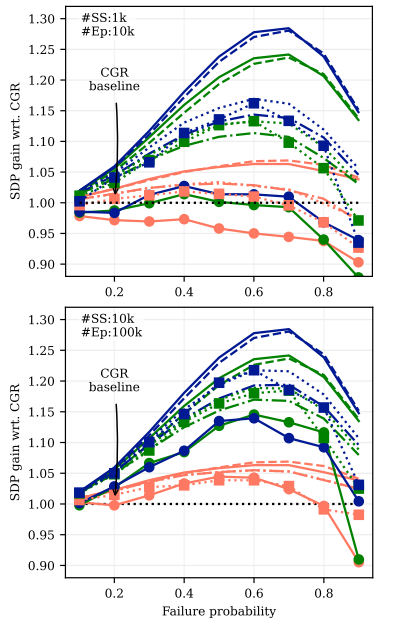 #SS:1k
#Ep:10k
CGR
baseline
SDP gain wrt. CGR
1.30
1.25
1.20
1.15
1.10
1.05
1.00
0.95
0.90
0.2
0.4
0.6
0.8
#SS:10k
#Ep:100k
CGR
baseline
SDP gain wrt. CGR
1.30
1.25
1.20
1.15
1.10
1.05
1.00
0.95
0.90
0.2
0.4
0.6
0.8
Failure probability